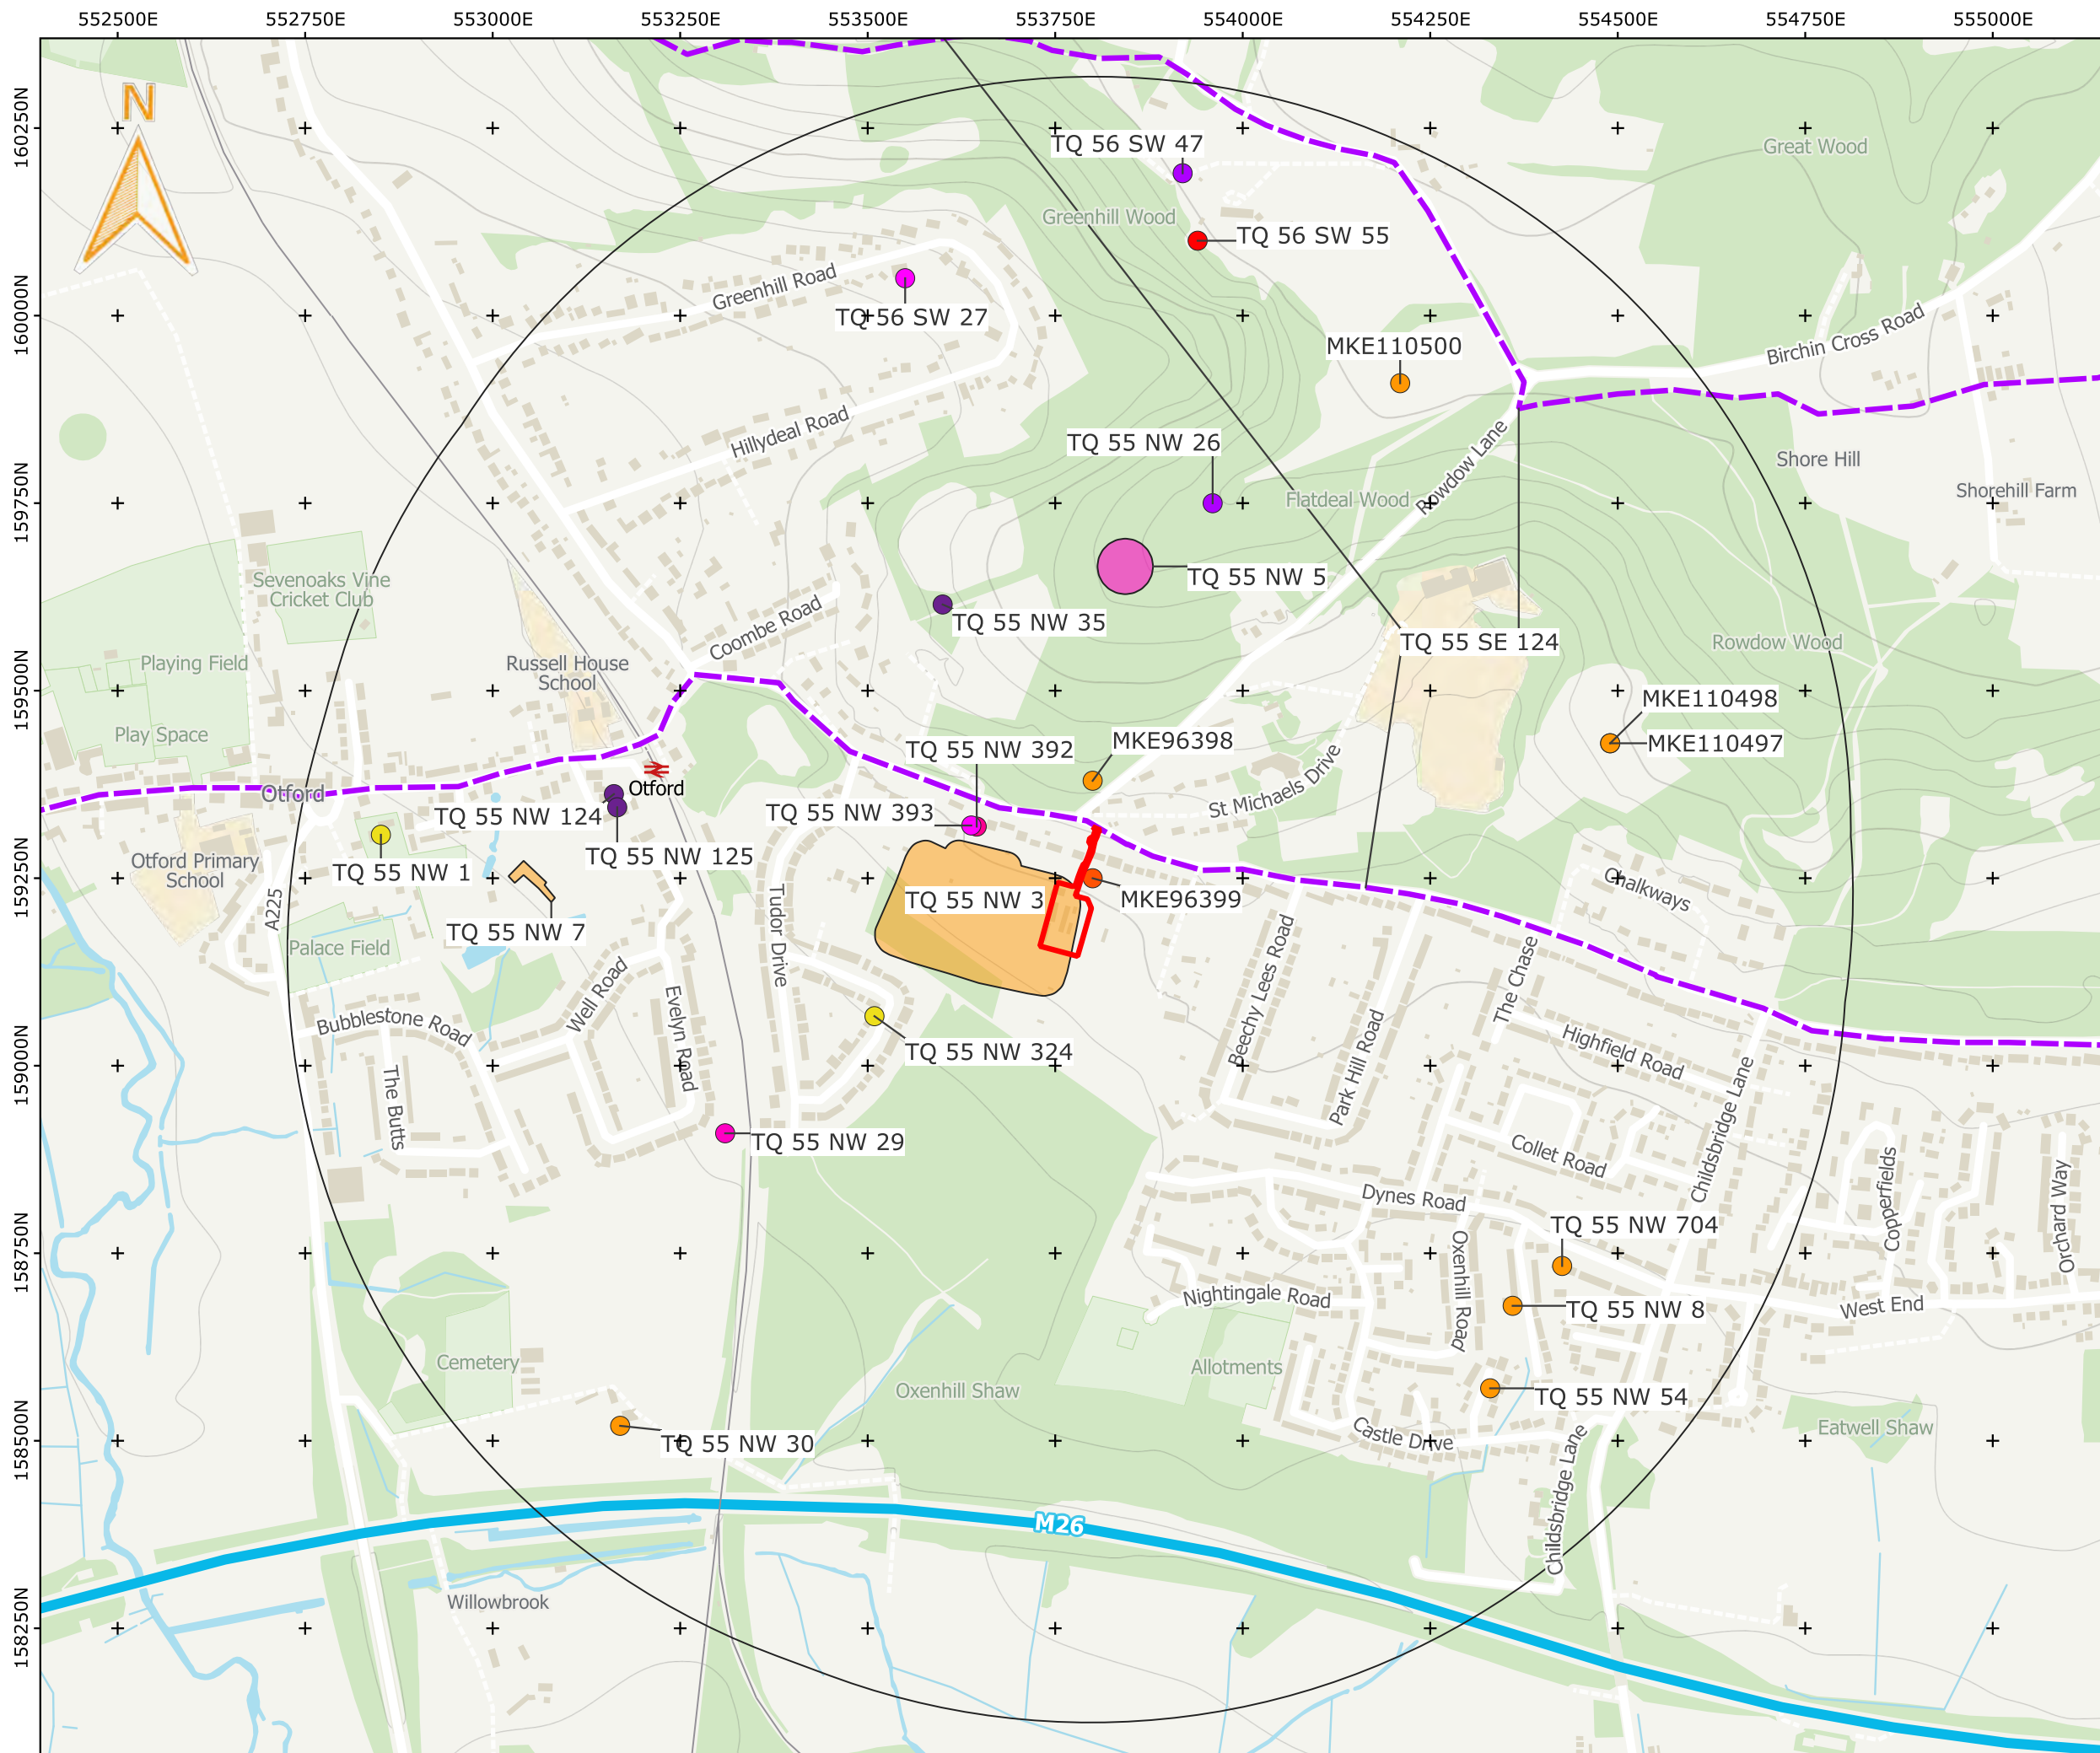 552500E 552750E 553000E 553250E 553500E 553750E 554000E 554250E 554500E 554750E 555000E
N
160250N
160000N
159750N
159500N
159250N
159000N
158750N
158500N
158250N
TQ 56 SW 47
Great Wood
Greenhill Wood
TQ 56 SW 55
Greenhill Road
TQ 56 SW 27
MKE110500
Birchin Cross Road
Hillydeal Road
TQ 55 NW 26
Rowdow Lane
Shore Hill
Flatdeal Wood
Shorehill Farm
Sevenoaks Vine
Cricket Club
TQ 55 NW 5
Coombe Road
TQ 55 NW 35
TQ 55 SE 124
Rowdow Wood
Playing Field
Russell House
School
MKE110498
Play Space
MKE96398
MKE110497
TQ 55 NW 392
St Michaels Drive
Otford
Otford
TQ 55 NW 124
TQ 55 NW 393
TQ 55 NW 125
Otford Primary
School
TQ 55 NW 1
TQ 55 NW 3
MKE96399
Chalkways
A225
TQ 55 NW 7
Tudor Drive
Palace Field
Beechy Lees Road
The Chase
Well Road
Evelyn Road
Bubblestone Road
TQ 55 NW 324
Park Hill Road
Highfield Road
The Butts
Childsbridge Lane
TQ 55 NW 29
Collet Road
Dynes Road
Copperfields
Orchard Way
TQ 55 NW 704
Nightingale Road
Oxenhill Road
TQ 55 NW 8
West End
Cemetery
Allotments
Oxenhill Shaw
TQ 55 NW 54
Castle Drive
Eatwell Shaw
TQ 55 NW 30
Childsbridge Lane
M26
Willowbrook